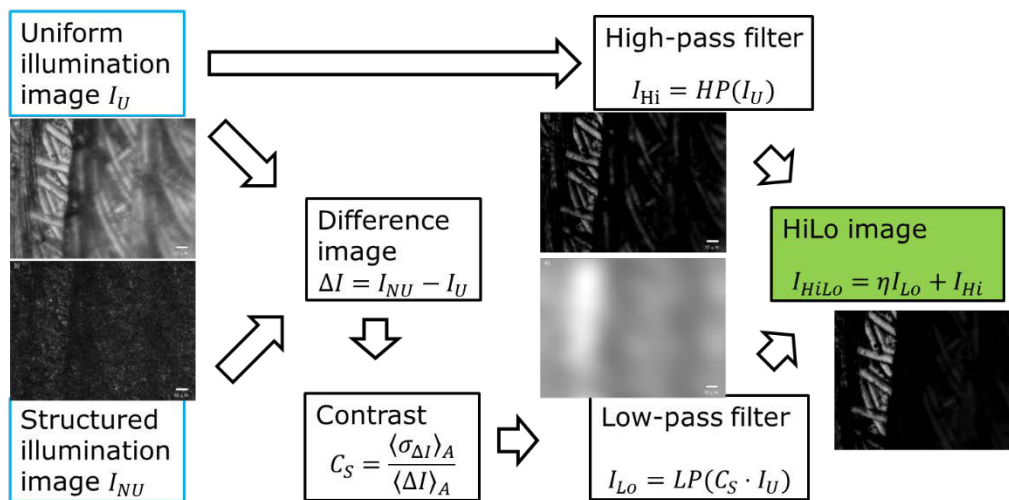 Uniform
illumination
image I_U
High-pass filter
I_Hi = HP(I_U)
Difference
image
ΔI = I_NU − I_U
HiLo image
I_HiLo = ηI_Lo + I_Hi
Structured
illumination
image I_NU
Contrast
C_S = ⟨σ_ΔI⟩_A / ⟨ΔI⟩_A
Low-pass filter
I_Lo = LP(C_S · I_U)